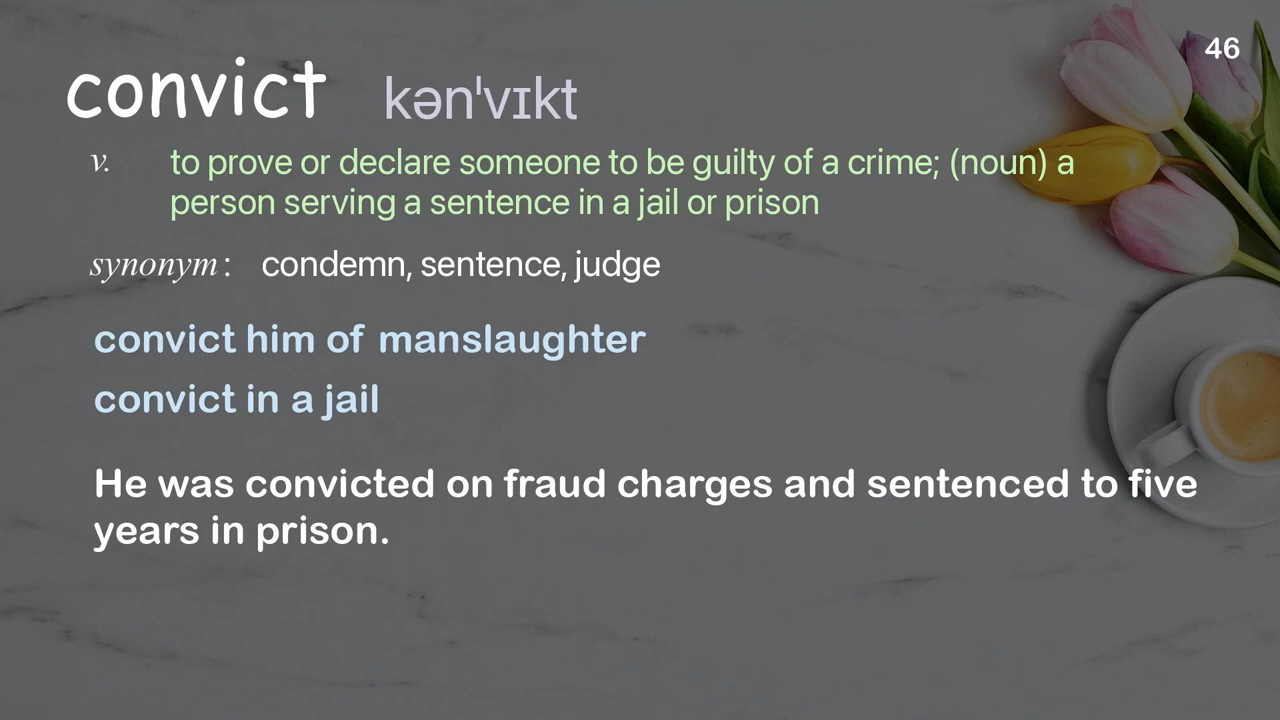 46
convict kən'vɪkt
v. to prove or declare someone to be guilty of a crime; (noun) a
person serving a sentence in a jail or prison
synonym : condemn, sentence, judge
convict him of manslaughter
convict in a jail
He was convicted on fraud charges and sentenced to five
years in prison.